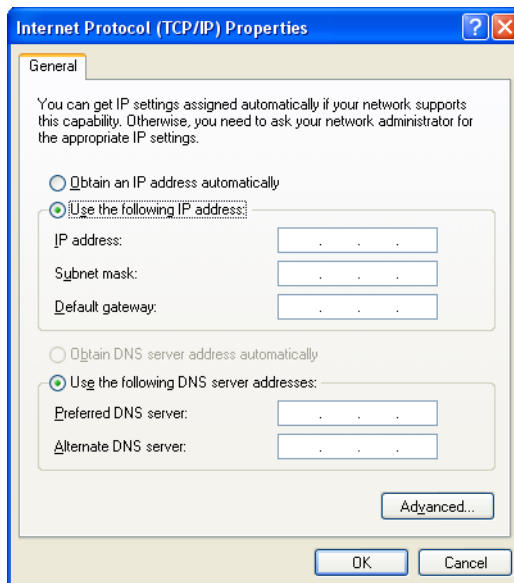 Internet Protocol (TCP/IP) Properties
General
You can get IP settings assigned automatically if your network supports
this capability. Otherwise, you need to ask your network administrator for
the appropriate IP settings.
Obtain an IP address automatically
Use the following IP address:
IP address: . . .
Subnet mask: . . .
Default gateway: . . .
Obtain DNS server address automatically
Use the following DNS server addresses:
Preferred DNS server: . . .
Alternate DNS server: . . .
Advanced...
OK Cancel